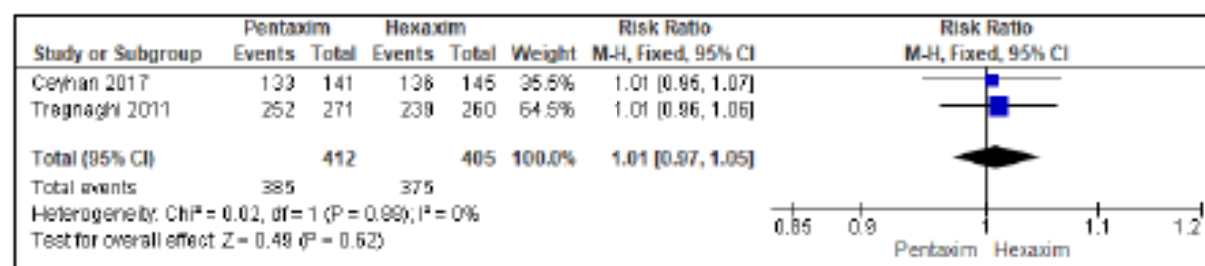 Pentaxim Hexaxim Risk Ratio Risk Ratio
Study or Subgroup Events Total Events Total Weight M-H, Fixed, 95% CI M-H, Fixed, 95% CI
Ceyhan 2017 133 141 136 145 35.5% 1.01 [0.95, 1.07]
Tregnaghi 2011 252 271 239 260 64.5% 1.01 [0.96, 1.06]
Total (95% CI) 412 405 100.0% 1.01 [0.97, 1.05]
Total events 385 375
Heterogeneity: Chi² = 0.02, df = 1 (P = 0.88); I² = 0%
Test for overall effect: Z = 0.49 (P = 0.62)
0.85 0.9 1 1.1 1.2
Pentaxim Hexaxim